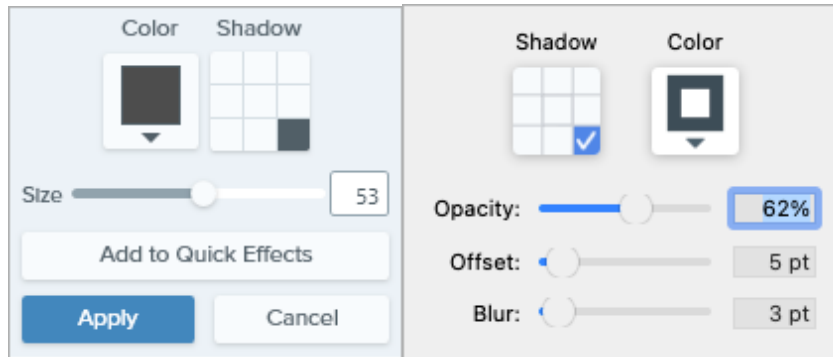 Color Shadow
Size 53
Add to Quick Effects
Apply Cancel
Shadow Color
Opacity: 62%
Offset: 5 pt
Blur: 3 pt